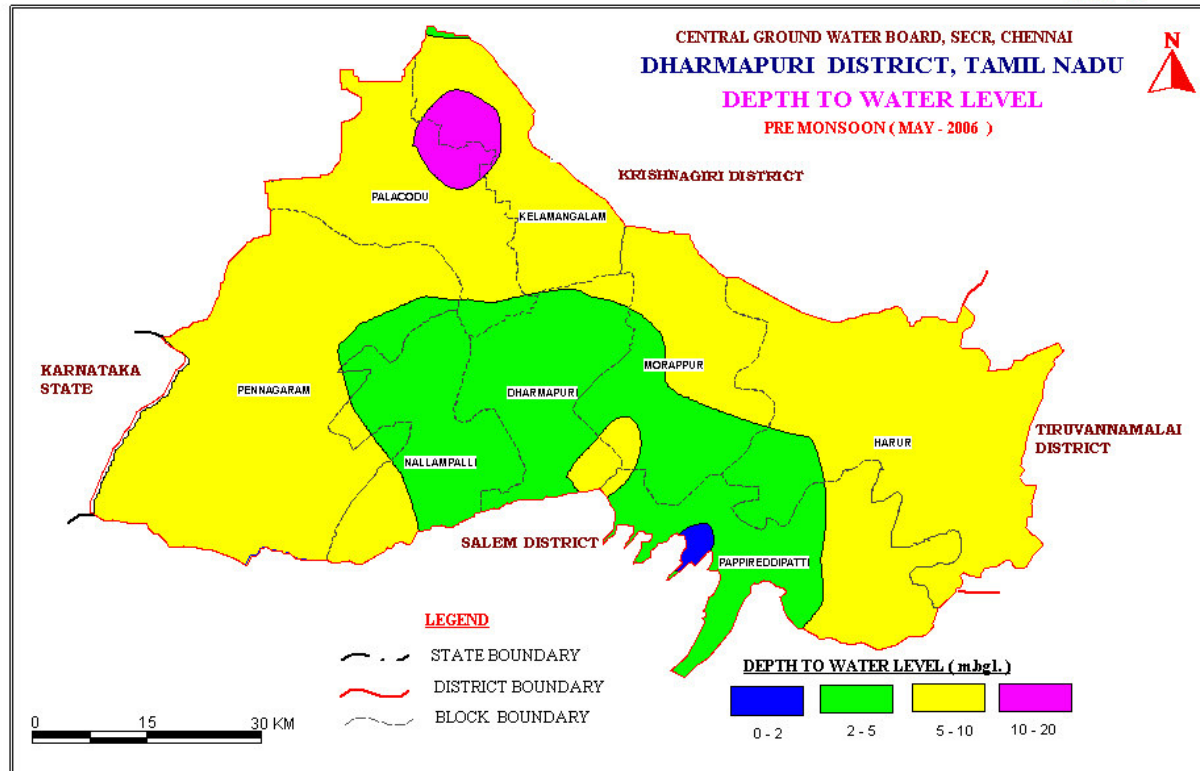 CENTRAL GROUND WATER BOARD, SECR, CHENNAI
DHARMAPURI DISTRICT, TAMIL NADU
DEPTH TO WATER LEVEL
PRE MONSOON ( MAY - 2006 )
N
KRISHNAGIRI DISTRICT
PALACODU
KELAMANGALAM
KARNATAKA
STATE
PENNAGARAM
DHARMAPURI
MORAPPUR
HARUR
TIRUVANNAMALAI
DISTRICT
NALLAMPALLI
SALEM DISTRICT
PAPPIREDDIPATTI
LEGEND
STATE BOUNDARY
DISTRICT BOUNDARY
BLOCK BOUNDARY
0 15 30 KM
DEPTH TO WATER LEVEL ( m.bgl. )
0 - 2 2 - 5 5 - 10 10 - 20